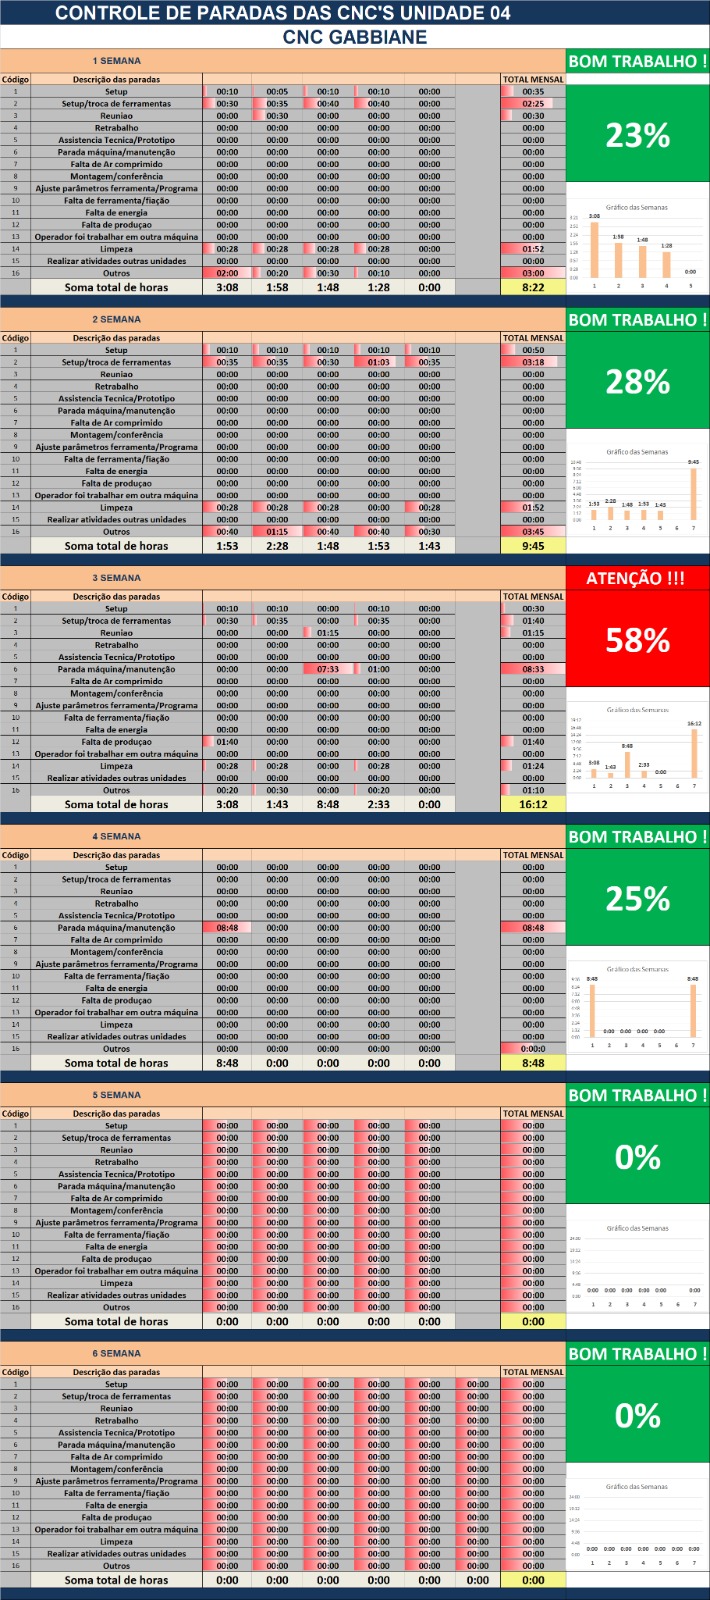 CONTROLE DE PARADAS DAS CNC'S UNIDADE 04
CNC GABBIANE
1 SEMANA BOM TRABALHO !
Código Descrição das paradas TOTAL MENSAL
1 Setup 00:10 00:05 00:10 00:10 00:00 00:35
2 Setup/troca de ferramentas 00:30 00:35 00:40 00:40 00:00 02:25
3 Reuniao 00:00 00:30 00:00 00:00 00:00 00:30
4 Retrabalho 00:00 00:00 00:00 00:00 00:00 00:00
5 Assistencia Tecnica/Prototipo 00:00 00:00 00:00 00:00 00:00 00:00
6 Parada máquina/manutenção 00:00 00:00 00:00 00:00 00:00 00:00
7 Falta de Ar comprimido 00:00 00:00 00:00 00:00 00:00 00:00
8 Montagem/conferência 00:00 00:00 00:00 00:00 00:00 00:00
9 Ajuste parâmetros ferramenta/Programa 00:00 00:00 00:00 00:00 00:00 00:00
10 Falta de ferramenta/fiação 00:00 00:00 00:00 00:00 00:00 00:00
11 Falta de energia 00:00 00:00 00:00 00:00 00:00 00:00
12 Falta de produçao 00:00 00:00 00:00 00:00 00:00 00:00
13 Operador foi trabalhar em outra máquina 00:00 00:00 00:00 00:00 00:00 00:00
14 Limpeza 00:28 00:28 00:28 00:28 00:00 01:52
15 Realizar atividades outras unidades 00:00 00:00 00:00 00:00 00:00 00:00
16 Outros 02:00 00:20 00:30 00:10 0:00 03:00
Soma total de horas 3:08 1:58 1:48 1:28 0:00 8:22
23%
Gráfico das Semanas
3:08 1:58 1:48 1:28 0:00
1 2 3 4 5
2 SEMANA BOM TRABALHO !
Código Descrição das paradas TOTAL MENSAL
1 Setup 00:10 00:10 00:10 00:10 00:10 00:50
2 Setup/troca de ferramentas 00:35 00:35 00:30 01:03 00:35 03:18
3 Reuniao 00:00 00:00 00:00 00:00 00:00 00:00
4 Retrabalho 00:00 00:00 00:00 00:00 00:00 00:00
5 Assistencia Tecnica/Prototipo 00:00 00:00 00:00 00:00 00:00 00:00
6 Parada máquina/manutenção 00:00 00:00 00:00 00:00 00:00 00:00
7 Falta de Ar comprimido 00:00 00:00 00:00 00:00 00:00 00:00
8 Montagem/conferência 00:00 00:00 00:00 00:00 00:00 00:00
9 Ajuste parâmetros ferramenta/Programa 00:00 00:00 00:00 00:00 00:00 00:00
10 Falta de ferramenta/fiação 00:00 00:00 00:00 00:00 00:00 00:00
11 Falta de energia 00:00 00:00 00:00 00:00 00:00 00:00
12 Falta de produçao 00:00 00:00 00:00 00:00 00:00 00:00
13 Operador foi trabalhar em outra máquina 00:00 00:00 00:00 00:00 00:00 00:00
14 Limpeza 00:28 00:28 00:28 00:00 00:28 01:52
15 Realizar atividades outras unidades 00:00 00:00 00:00 00:00 00:00 00:00
16 Outros 00:40 01:15 00:40 00:40 00:30 03:45
Soma total de horas 1:53 2:28 1:48 1:53 1:43 9:45
28%
Gráfico das Semanas
1:53 2:28 1:48 1:53 1:43 9:45
1 2 3 4 5 7
3 SEMANA ATENÇÃO !!!
Código Descrição das paradas TOTAL MENSAL
1 Setup 00:10 00:10 00:00 00:10 00:00 00:30
2 Setup/troca de ferramentas 00:30 00:35 00:00 00:35 00:00 01:40
3 Reuniao 00:00 00:00 01:15 00:00 00:00 01:15
4 Retrabalho 00:00 00:00 00:00 00:00 00:00 00:00
5 Assistencia Tecnica/Prototipo 00:00 00:00 00:00 00:00 00:00 00:00
6 Parada máquina/manutenção 00:00 00:00 07:33 01:00 00:00 08:33
7 Falta de Ar comprimido 00:00 00:00 00:00 00:00 00:00 00:00
8 Montagem/conferência 00:00 00:00 00:00 00:00 00:00 00:00
9 Ajuste parâmetros ferramenta/Programa 00:00 00:00 00:00 00:00 00:00 00:00
10 Falta de ferramenta/fiação 00:00 00:00 00:00 00:00 00:00 00:00
11 Falta de energia 00:00 00:00 00:00 00:00 00:00 00:00
12 Falta de produçao 01:40 00:00 00:00 00:00 00:00 01:40
13 Operador foi trabalhar em outra máquina 00:00 00:00 00:00 00:00 00:00 00:00
14 Limpeza 00:28 00:28 00:00 00:28 00:00 01:24
15 Realizar atividades outras unidades 00:00 00:00 00:00 00:00 00:00 00:00
16 Outros 00:20 00:30 00:00 00:20 00:00 01:10
Soma total de horas 3:08 1:43 8:48 2:33 0:00 16:12
58%
Gráfico das Semanas
3:08 1:43 8:48 2:33 0:00 16:12
1 2 3 4 5 7
4 SEMANA BOM TRABALHO !
Código Descrição das paradas TOTAL MENSAL
1 Setup 00:00 00:00 00:00 00:00 00:00 00:00
2 Setup/troca de ferramentas 00:00 00:00 00:00 00:00 00:00 00:00
3 Reuniao 00:00 00:00 00:00 00:00 00:00 00:00
4 Retrabalho 00:00 00:00 00:00 00:00 00:00 00:00
5 Assistencia Tecnica/Prototipo 00:00 00:00 00:00 00:00 00:00 00:00
6 Parada máquina/manutenção 08:48 00:00 00:00 00:00 00:00 08:48
7 Falta de Ar comprimido 00:00 00:00 00:00 00:00 00:00 00:00
8 Montagem/conferência 00:00 00:00 00:00 00:00 00:00 00:00
9 Ajuste parâmetros ferramenta/Programa 00:00 00:00 00:00 00:00 00:00 00:00
10 Falta de ferramenta/fiação 00:00 00:00 00:00 00:00 00:00 00:00
11 Falta de energia 00:00 00:00 00:00 00:00 00:00 00:00
12 Falta de produçao 00:00 00:00 00:00 00:00 00:00 00:00
13 Operador foi trabalhar em outra máquina 00:00 00:00 00:00 00:00 00:00 00:00
14 Limpeza 00:00 00:00 00:00 00:00 00:00 00:00
15 Realizar atividades outras unidades 00:00 00:00 00:00 00:00 00:00 00:00
16 Outros 00:00 00:00 00:00 00:00 00:00 0:00:0
Soma total de horas 8:48 0:00 0:00 0:00 0:00 8:48
25%
Gráfico das Semanas
8:48 0:00 0:00 0:00 0:00 8:48
1 2 3 4 5 7
5 SEMANA BOM TRABALHO !
Código Descrição das paradas TOTAL MENSAL
1 Setup 00:00 00:00 00:00 00:00 00:00 00:00
2 Setup/troca de ferramentas 00:00 00:00 00:00 00:00 00:00 00:00
3 Reuniao 00:00 00:00 00:00 00:00 00:00 00:00
4 Retrabalho 00:00 00:00 00:00 00:00 00:00 00:00
5 Assistencia Tecnica/Prototipo 00:00 00:00 00:00 00:00 00:00 00:00
6 Parada máquina/manutenção 00:00 00:00 00:00 00:00 00:00 00:00
7 Falta de Ar comprimido 00:00 00:00 00:00 00:00 00:00 00:00
8 Montagem/conferência 00:00 00:00 00:00 00:00 00:00 00:00
9 Ajuste parâmetros ferramenta/Programa 00:00 00:00 00:00 00:00 00:00 00:00
10 Falta de ferramenta/fiação 00:00 00:00 00:00 00:00 00:00 00:00
11 Falta de energia 00:00 00:00 00:00 00:00 00:00 00:00
12 Falta de produçao 00:00 00:00 00:00 00:00 00:00 00:00
13 Operador foi trabalhar em outra máquina 00:00 00:00 00:00 00:00 00:00 00:00
14 Limpeza 00:00 00:00 00:00 00:00 00:00 00:00
15 Realizar atividades outras unidades 00:00 00:00 00:00 00:00 00:00 00:00
16 Outros 00:00 00:00 00:00 00:00 00:00 00:00
Soma total de horas 0:00 0:00 0:00 0:00 0:00 0:00
0%
Gráfico das Semanas
0:00 0:00 0:00 0:00 0:00 0:00
1 2 3 4 5 7
6 SEMANA BOM TRABALHO !
Código Descrição das paradas TOTAL MENSAL
1 Setup 00:00 00:00 00:00 00:00 00:00 00:00 00:00
2 Setup/troca de ferramentas 00:00 00:00 00:00 00:00 00:00 00:00 00:00
3 Reuniao 00:00 00:00 00:00 00:00 00:00 00:00 00:00
4 Retrabalho 00:00 00:00 00:00 00:00 00:00 00:00 00:00
5 Assistencia Tecnica/Prototipo 00:00 00:00 00:00 00:00 00:00 00:00 00:00
6 Parada máquina/manutenção 00:00 00:00 00:00 00:00 00:00 00:00 00:00
7 Falta de Ar comprimido 00:00 00:00 00:00 00:00 00:00 00:00 00:00
8 Montagem/conferência 00:00 00:00 00:00 00:00 00:00 00:00 00:00
9 Ajuste parâmetros ferramenta/Programa 00:00 00:00 00:00 00:00 00:00 00:00 00:00
10 Falta de ferramenta/fiação 00:00 00:00 00:00 00:00 00:00 00:00 00:00
11 Falta de energia 00:00 00:00 00:00 00:00 00:00 00:00 00:00
12 Falta de produçao 00:00 00:00 00:00 00:00 00:00 00:00 00:00
13 Operador foi trabalhar em outra máquina 00:00 00:00 00:00 00:00 00:00 00:00 00:00
14 Limpeza 00:00 00:00 00:00 00:00 00:00 00:00 00:00
15 Realizar atividades outras unidades 00:00 00:00 00:00 00:00 00:00 00:00 00:00
16 Outros 00:00 00:00 00:00 00:00 00:00 00:00 00:00
Soma total de horas 0:00 0:00 0:00 0:00 0:00 0:00 0:00
0%
Gráfico das Semanas
0:00 0:00 0:00 0:00 0:00 0:00 0:00
1 2 3 4 5 6 7